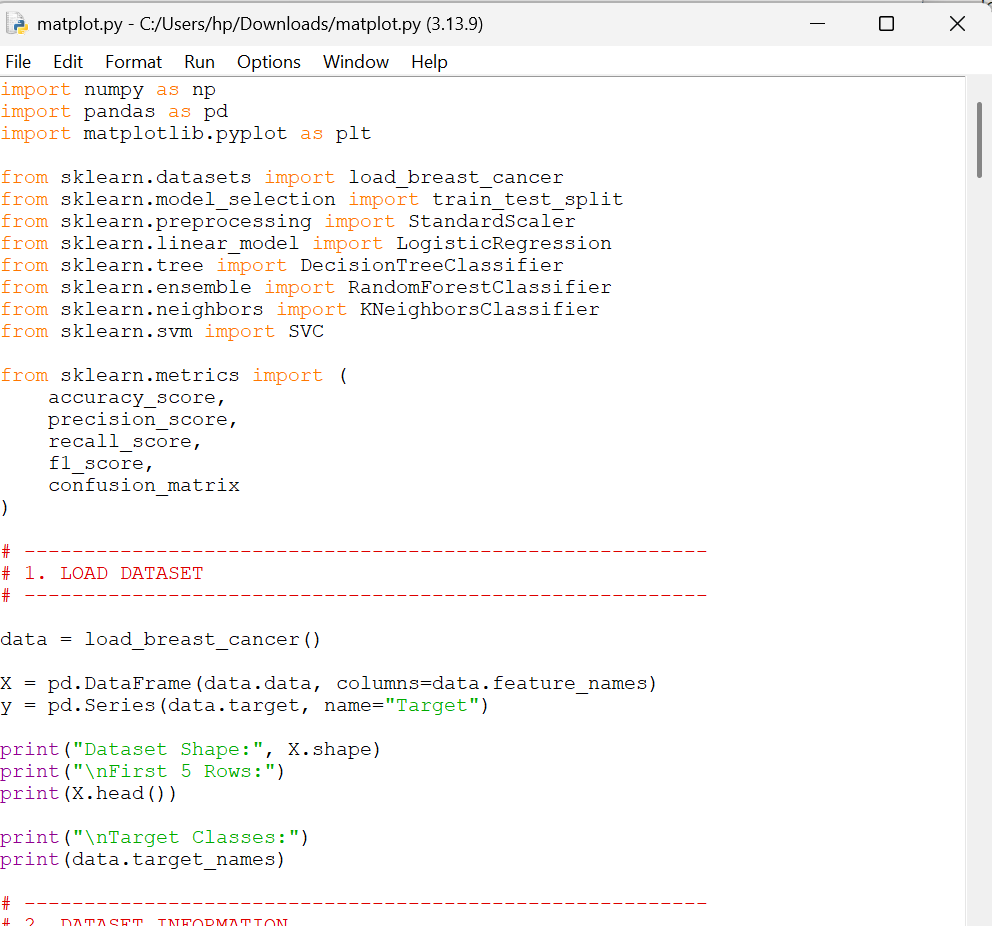 matplot.py - C:/Users/hp/Downloads/matplot.py (3.13.9)
File Edit Format Run Options Window Help
import numpy as np
import pandas as pd
import matplotlib.pyplot as plt

from sklearn.datasets import load_breast_cancer
from sklearn.model_selection import train_test_split
from sklearn.preprocessing import StandardScaler
from sklearn.linear_model import LogisticRegression
from sklearn.tree import DecisionTreeClassifier
from sklearn.ensemble import RandomForestClassifier
from sklearn.neighbors import KNeighborsClassifier
from sklearn.svm import SVC

from sklearn.metrics import (
    accuracy_score,
    precision_score,
    recall_score,
    f1_score,
    confusion_matrix
)

# ---------------------------------------------------------
# 1. LOAD DATASET
# ---------------------------------------------------------

data = load_breast_cancer()

X = pd.DataFrame(data.data, columns=data.feature_names)
y = pd.Series(data.target, name="Target")

print("Dataset Shape:", X.shape)
print("\nFirst 5 Rows:")
print(X.head())

print("\nTarget Classes:")
print(data.target_names)

# ---------------------------------------------------------
# 2. DATASET INFORMATION